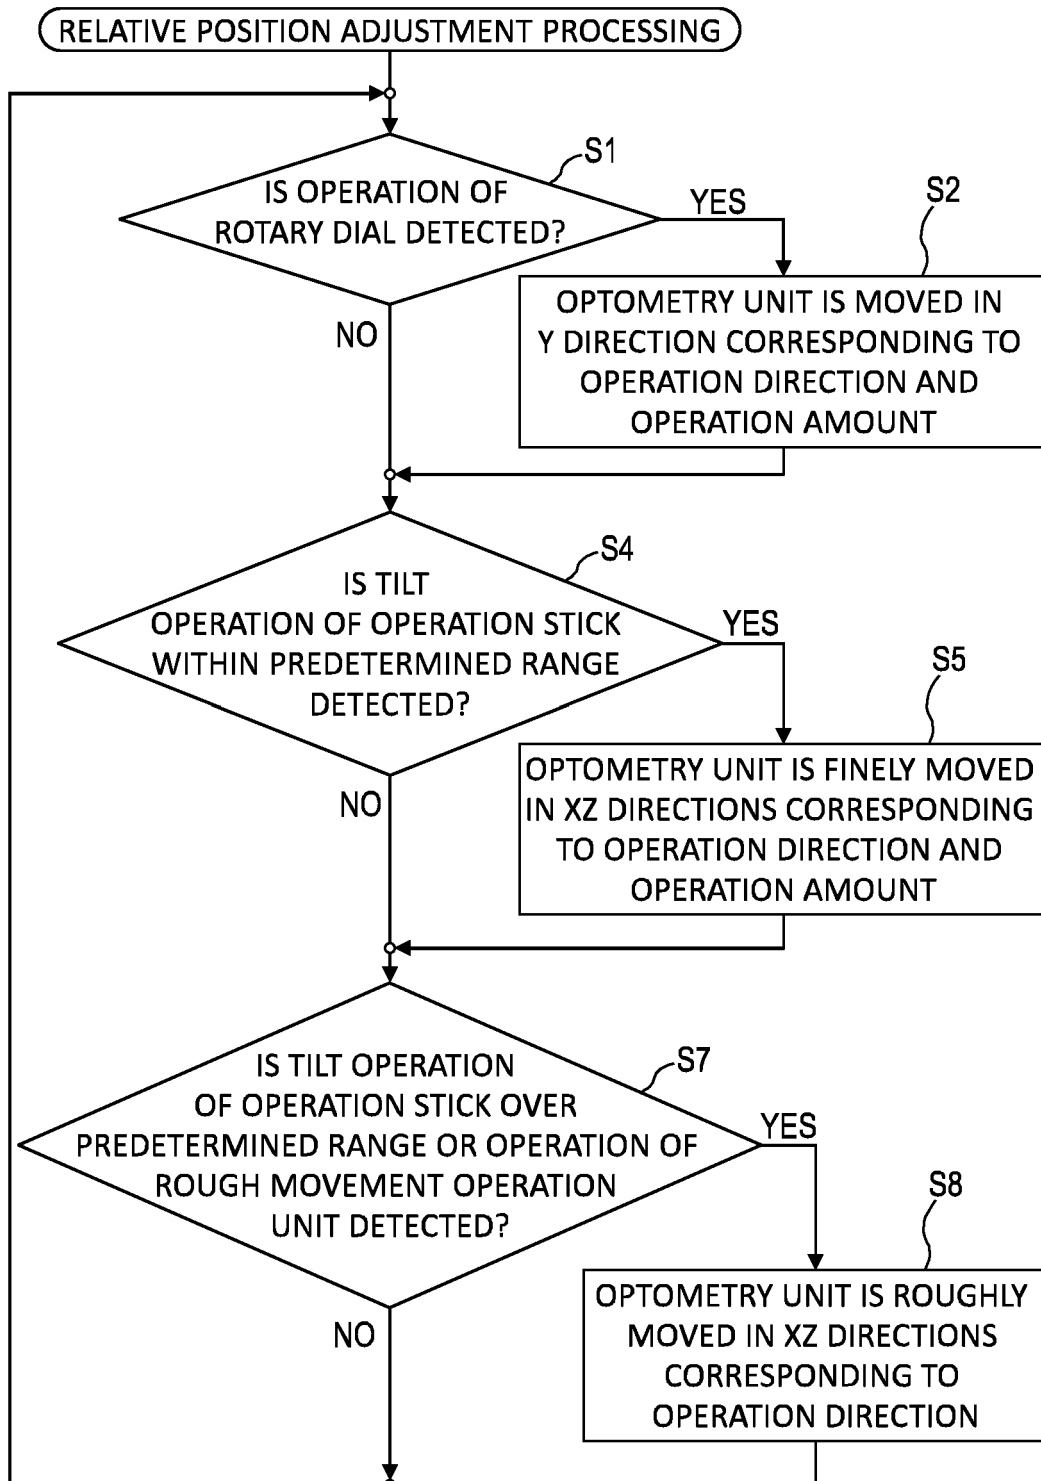 RELATIVE POSITION ADJUSTMENT PROCESSING
S1
IS OPERATION OF
ROTARY DIAL DETECTED?
YES
NO
S2
OPTOMETRY UNIT IS MOVED IN
Y DIRECTION CORRESPONDING TO
OPERATION DIRECTION AND
OPERATION AMOUNT
S4
IS TILT
OPERATION OF OPERATION STICK
WITHIN PREDETERMINED RANGE
DETECTED?
YES
NO
S5
OPTOMETRY UNIT IS FINELY MOVED
IN XZ DIRECTIONS CORRESPONDING
TO OPERATION DIRECTION AND
OPERATION AMOUNT
S7
IS TILT OPERATION
OF OPERATION STICK OVER
PREDETERMINED RANGE OR OPERATION OF
ROUGH MOVEMENT OPERATION
UNIT DETECTED?
YES
NO
S8
OPTOMETRY UNIT IS ROUGHLY
MOVED IN XZ DIRECTIONS
CORRESPONDING TO
OPERATION DIRECTION